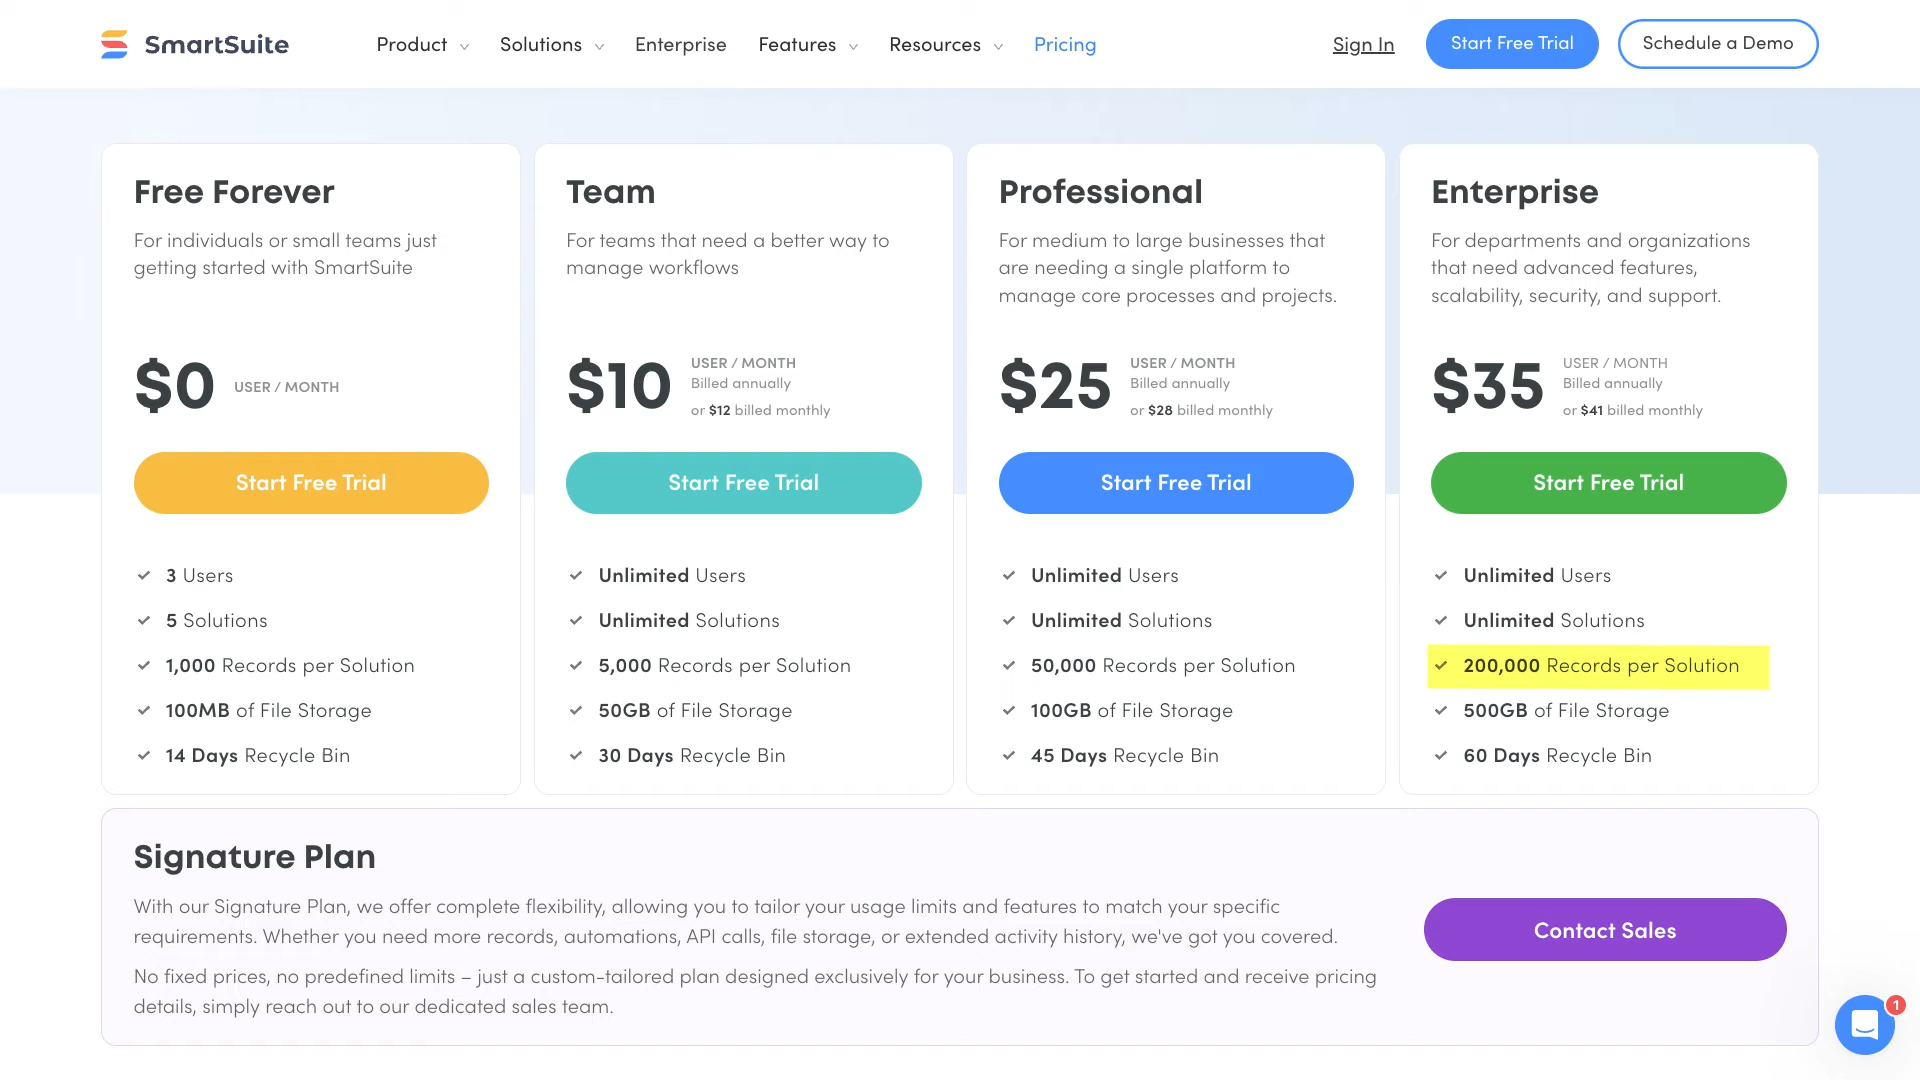 SmartSuite
Product
Solutions
Enterprise
Features
Resources
Pricing
Sign In
Start Free Trial
Schedule a Demo
Free Forever
For individuals or small teams just
getting started with SmartSuite
$0
USER / MONTH
Start Free Trial
3 Users
5 Solutions
1,000 Records per Solution
100MB of File Storage
14 Days Recycle Bin
Team
For teams that need a better way to
manage workflows
$10
USER / MONTH
Billed annually
or $12 billed monthly
Start Free Trial
Unlimited Users
Unlimited Solutions
5,000 Records per Solution
50GB of File Storage
30 Days Recycle Bin
Professional
For medium to large businesses that
are needing a single platform to
manage core processes and projects.
$25
USER / MONTH
Billed annually
or $28 billed monthly
Start Free Trial
Unlimited Users
Unlimited Solutions
50,000 Records per Solution
100GB of File Storage
45 Days Recycle Bin
Enterprise
For departments and organizations
that need advanced features,
scalability, security, and support.
$35
USER / MONTH
Billed annually
or $41 billed monthly
Start Free Trial
Unlimited Users
Unlimited Solutions
200,000 Records per Solution
500GB of File Storage
60 Days Recycle Bin
Signature Plan
With our Signature Plan, we offer complete flexibility, allowing you to tailor your usage limits and features to match your specific
requirements. Whether you need more records, automations, API calls, file storage, or extended activity history, we've got you covered.
No fixed prices, no predefined limits – just a custom-tailored plan designed exclusively for your business. To get started and receive pricing
details, simply reach out to our dedicated sales team.
Contact Sales
1